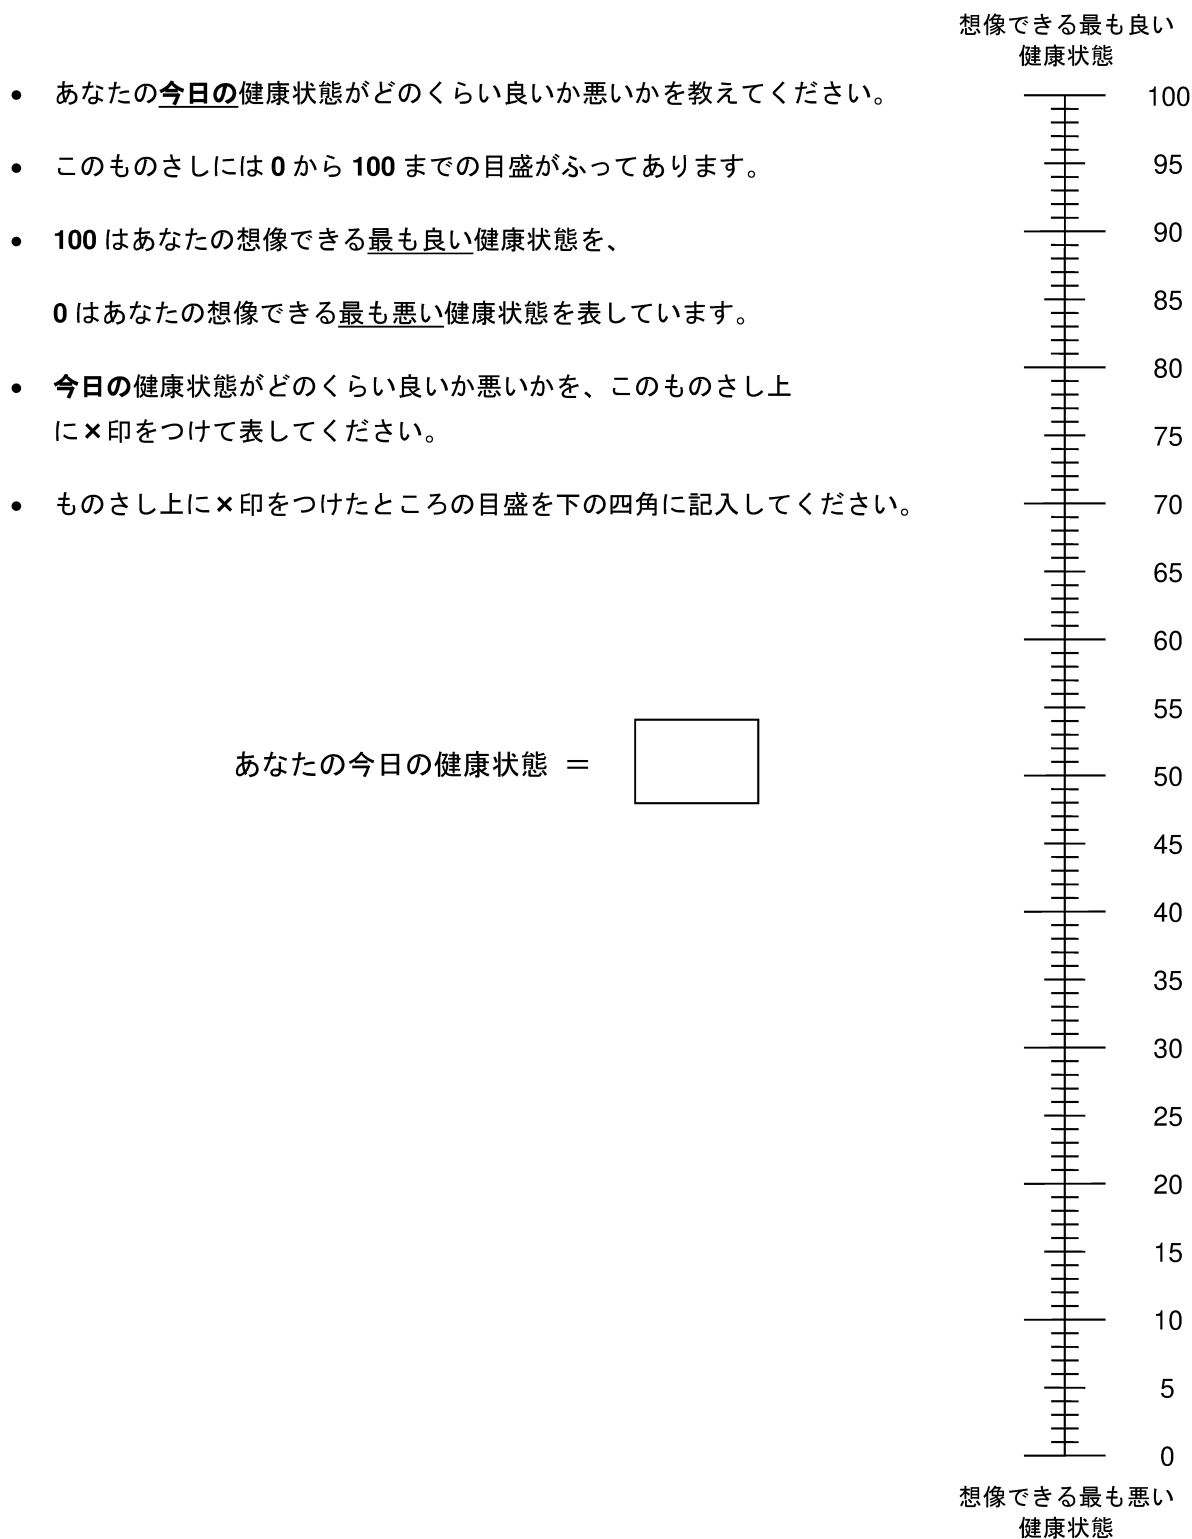 想像できる最も良い
健康状態
• あなたの今日の健康状態がどのくらい良いか悪いかを教えてください。
• このものさしには 0 から 100 までの目盛がふってあります。
• 100 はあなたの想像できる最も良い健康状態を、
0 はあなたの想像できる最も悪い健康状態を表しています。
• 今日の健康状態がどのくらい良いか悪いかを、このものさし上
に×印をつけて表してください。
• ものさし上に×印をつけたところの目盛を下の四角に記入してください。
あなたの今日の健康状態 ＝
100
95
90
85
80
75
70
65
60
55
50
45
40
35
30
25
20
15
10
5
0
想像できる最も悪い
健康状態